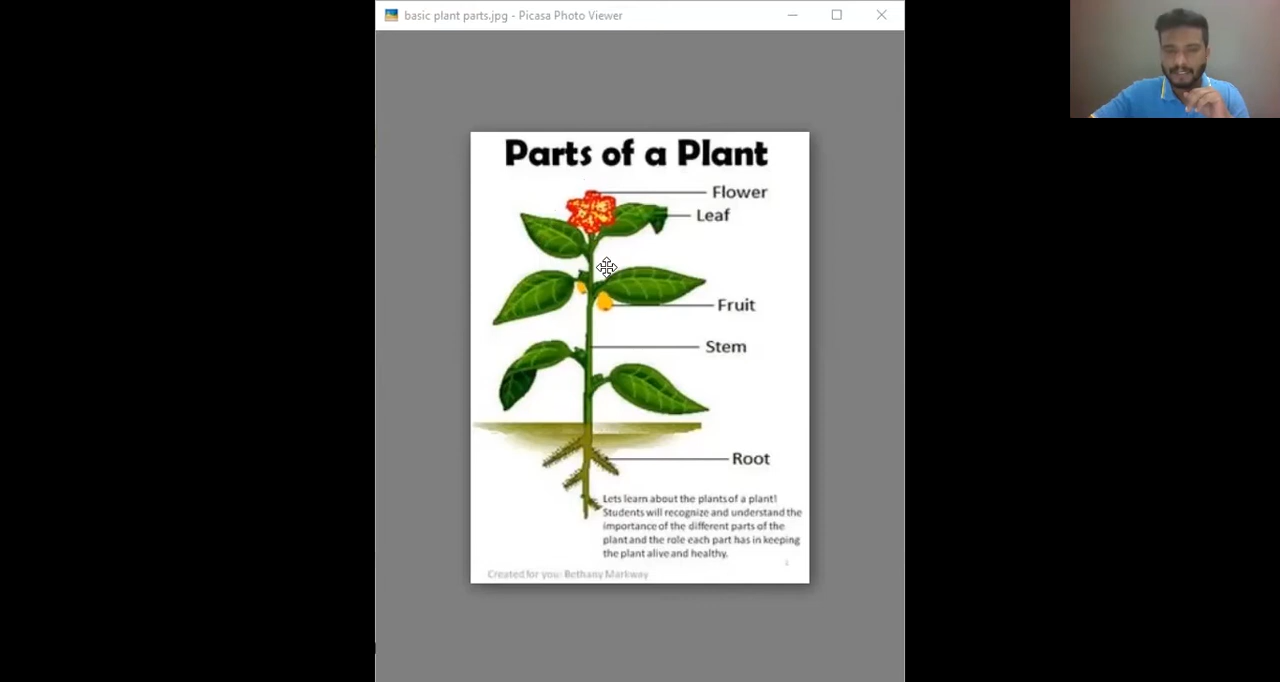 basic plant parts.jpg - Picasa Photo Viewer
Parts of a Plant
Flower
Leaf
Fruit
Stem
Root
Lets learn about the plants of a plant!
Students will recognize and understand the
importance of the different parts of the
plant and the role each part has in keeping
the plant alive and healthy.
Created for you: Bethany Markway